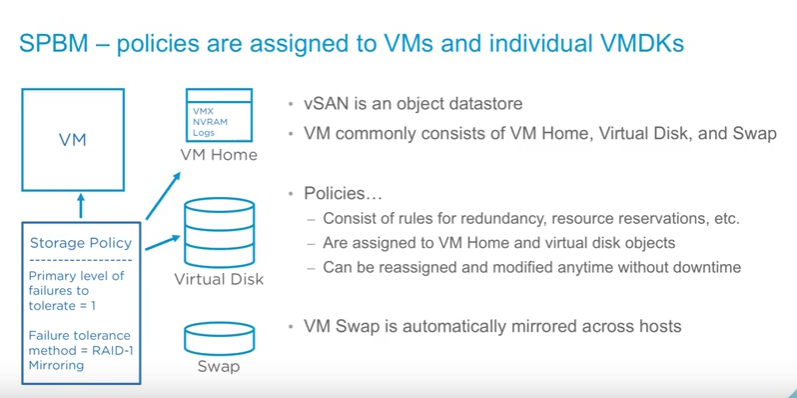 SPBM – policies are assigned to VMs and individual VMDKs
VM
Storage Policy
Primary level of
failures to
tolerate = 1
Failure tolerance
method = RAID-1
Mirroring
VMX
NVRAM
Logs
VM Home
Virtual Disk
Swap
• vSAN is an object datastore
• VM commonly consists of VM Home, Virtual Disk, and Swap
• Policies…
– Consist of rules for redundancy, resource reservations, etc.
– Are assigned to VM Home and virtual disk objects
– Can be reassigned and modified anytime without downtime
• VM Swap is automatically mirrored across hosts